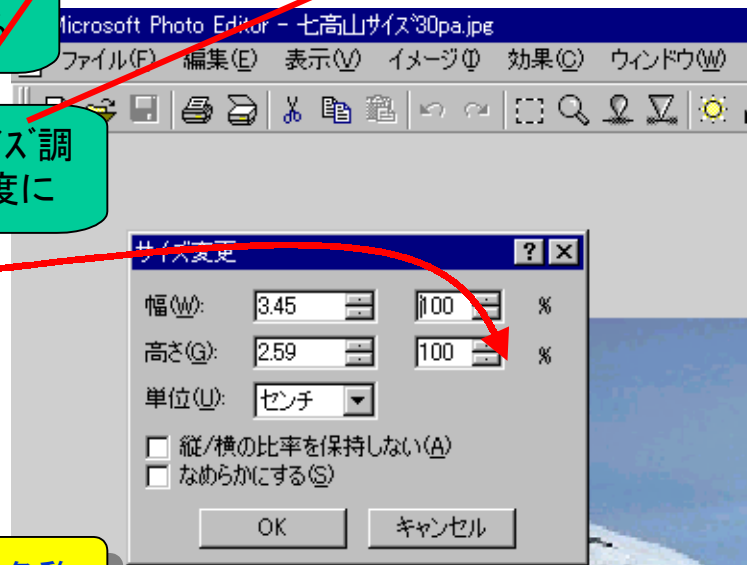 Microsoft Photo Editor - 七高山サイズ30pa.jpg
ファイル(F) 編集(E) 表示(V) イメージ(I) 効果(C) ウィンドウ(W)
ズ調
度に
サイズ変更
幅(W): 3.45 100 %
高さ(G): 2.59 100 %
単位(U): センチ
縦/横の比率を保持しない(A)
なめらかにする(S)
OK キャンセル